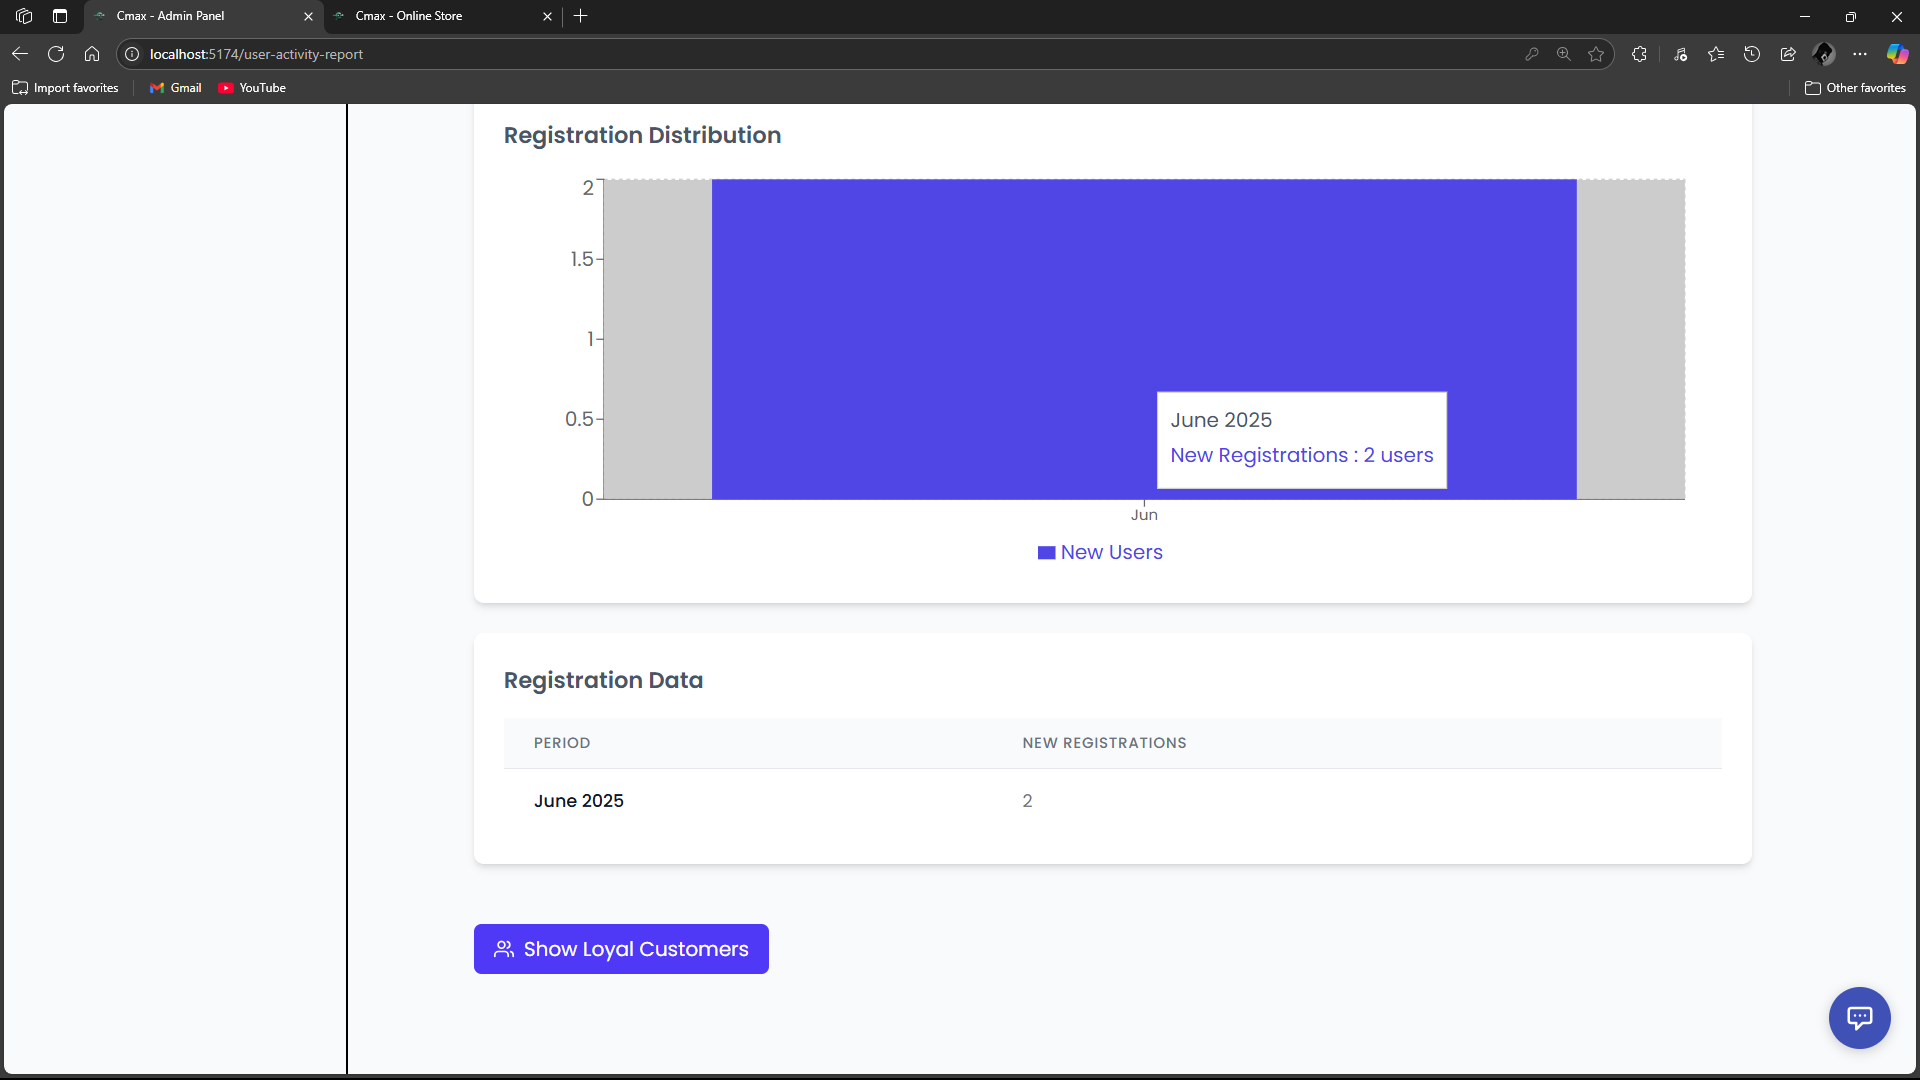 Cmax - Admin Panel
Cmax - Online Store
localhost:5174/user-activity-report
Import favorites
Gmail
YouTube
Other favorites
Registration Distribution
2
1.5
1
0.5
0
June 2025
New Registrations : 2 users
Jun
New Users
Registration Data
PERIOD NEW REGISTRATIONS
June 2025 2
Show Loyal Customers